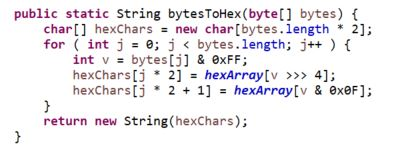 public static String bytesToHex(byte[] bytes) {
    char[] hexChars = new char[bytes.length * 2];
    for ( int j = 0; j < bytes.length; j++ ) {
        int v = bytes[j] & 0xFF;
        hexChars[j * 2] = hexArray[v >>> 4];
        hexChars[j * 2 + 1] = hexArray[v & 0x0F];
    }
    return new String(hexChars);
}